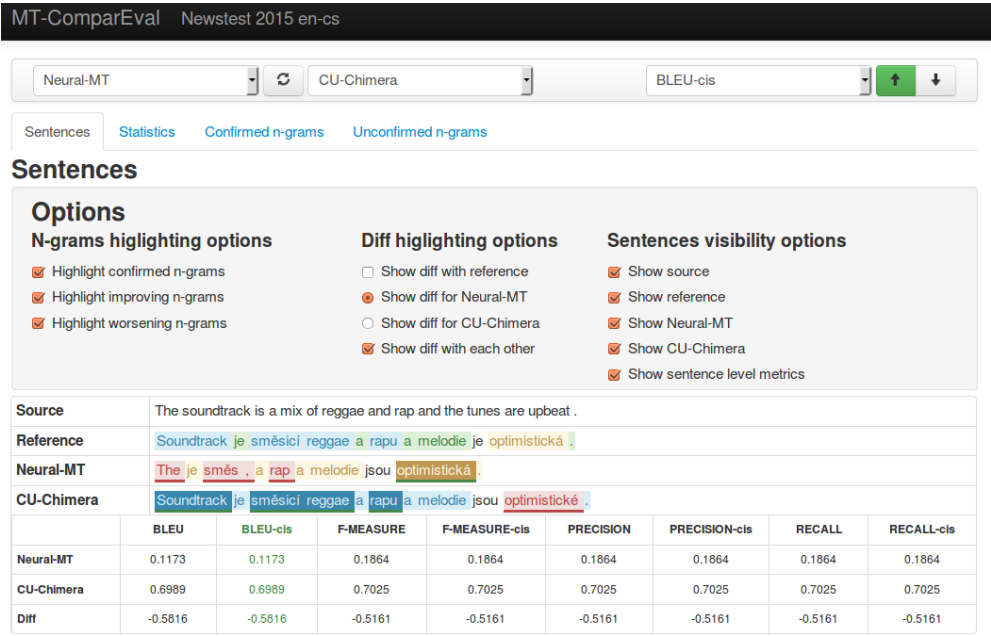 MT-ComparEval Newstest 2015 en-cs
Neural-MT CU-Chimera BLEU-cis
Sentences Statistics Confirmed n-grams Unconfirmed n-grams
Sentences
Options
N-grams higlighting options Diff higlighting options Sentences visibility options
Highlight confirmed n-grams Show diff with reference Show source
Highlight improving n-grams Show diff for Neural-MT Show reference
Highlight worsening n-grams Show diff for CU-Chimera Show Neural-MT
Show diff with each other Show CU-Chimera
Show sentence level metrics
Source The soundtrack is a mix of reggae and rap and the tunes are upbeat .
Reference Soundtrack je směsicí reggae a rapu a melodie je optimistická .
Neural-MT The je směs , a rap a melodie jsou optimistická .
CU-Chimera Soundtrack je směsicí reggae a rapu a melodie jsou optimistické .
BLEU BLEU-cis F-MEASURE F-MEASURE-cis PRECISION PRECISION-cis RECALL RECALL-cis
Neural-MT 0.1173 0.1173 0.1864 0.1864 0.1864 0.1864 0.1864 0.1864
CU-Chimera 0.6989 0.6989 0.7025 0.7025 0.7025 0.7025 0.7025 0.7025
Diff -0.5816 -0.5816 -0.5161 -0.5161 -0.5161 -0.5161 -0.5161 -0.5161